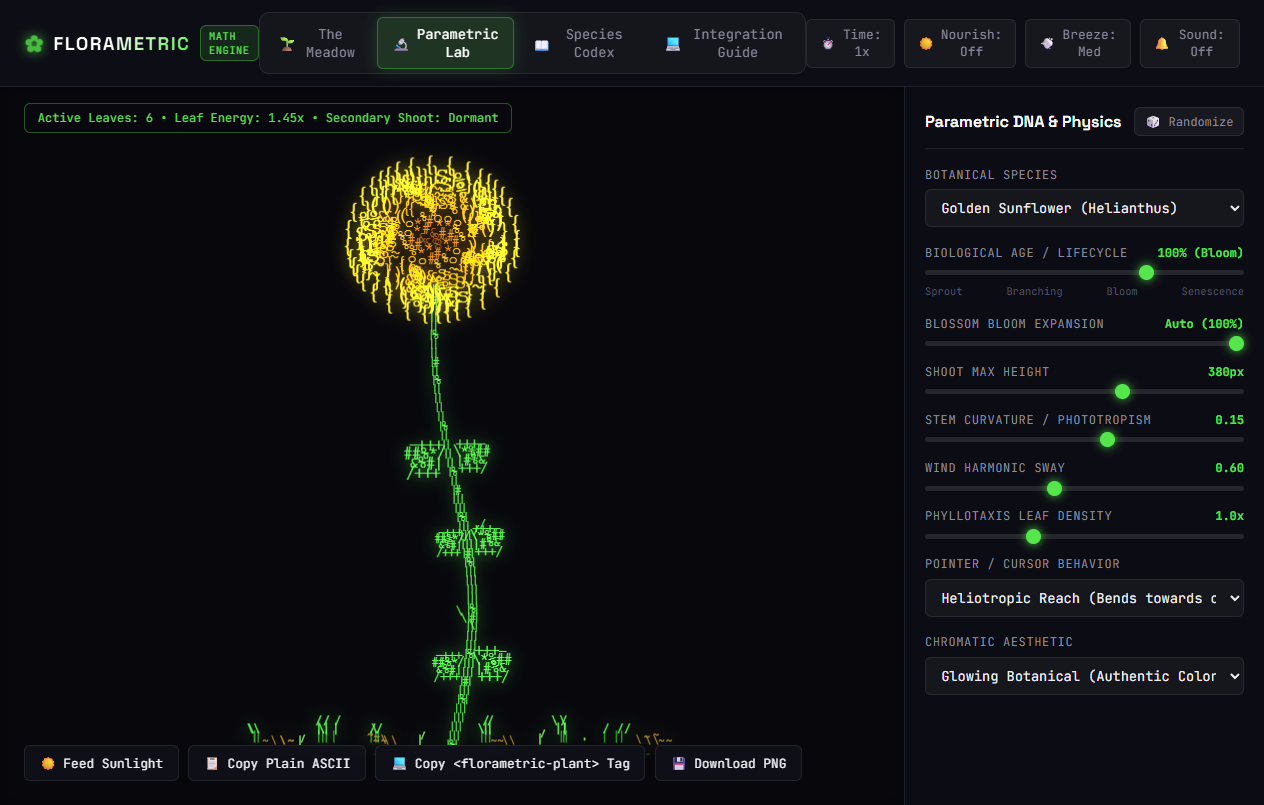 FLORAMETRIC
MATH
ENGINE
The
Meadow
Parametric
Lab
Species
Codex
Integration
Guide
Time:
1x
Nourish:
Off
Breeze:
Med
Sound:
Off
Active Leaves: 6 • Leaf Energy: 1.45x • Secondary Shoot: Dormant
Parametric DNA & Physics
Randomize
BOTANICAL SPECIES
Golden Sunflower (Helianthus)
BIOLOGICAL AGE / LIFECYCLE 100% (Bloom)
Sprout Branching Bloom Senescence
BLOSSOM BLOOM EXPANSION Auto (100%)
SHOOT MAX HEIGHT 380px
STEM CURVATURE / PHOTOTROPISM 0.15
WIND HARMONIC SWAY 0.60
PHYLLOTAXIS LEAF DENSITY 1.0x
POINTER / CURSOR BEHAVIOR
Heliotropic Reach (Bends towards c
CHROMATIC AESTHETIC
Glowing Botanical (Authentic Color
Feed Sunlight
Copy Plain ASCII
Copy <florametric-plant> Tag
Download PNG